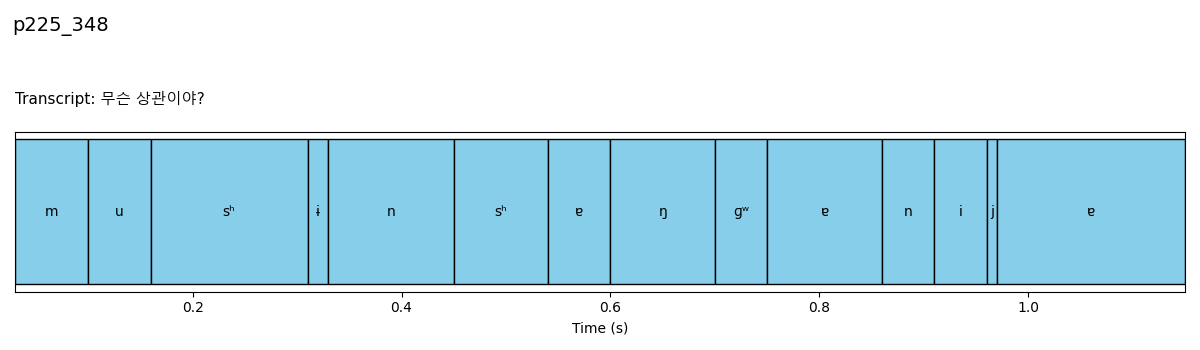 p225_348
Transcript: 무슨 상관이야?
m u sʰ ɨ n sʰ ɐ ŋ ɡʷ ɐ n i j ɐ
0.2 0.4 0.6 0.8 1.0
Time (s)